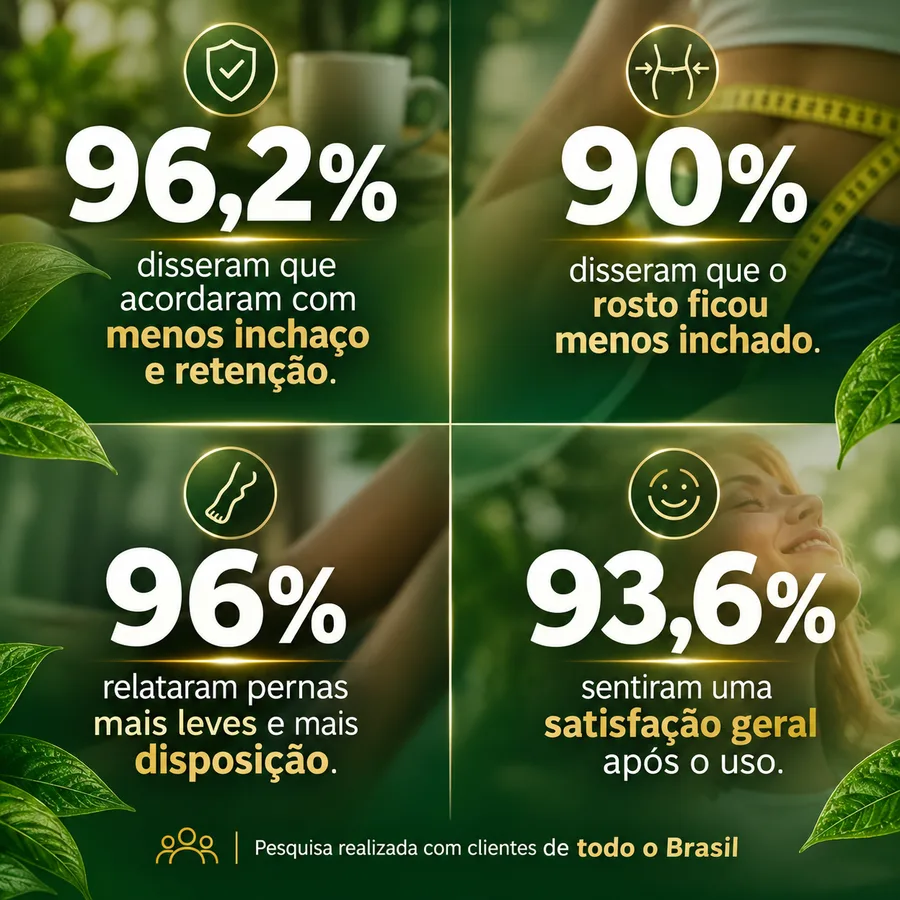 96,2%
disseram que
acordaram com
menos inchaço
e retenção.
90%
disseram que o
rosto ficou
menos inchado.
96%
relataram pernas
mais leves e mais
disposição.
93,6%
sentiram uma
satisfação geral
após o uso.
Pesquisa realizada com clientes de todo o Brasil